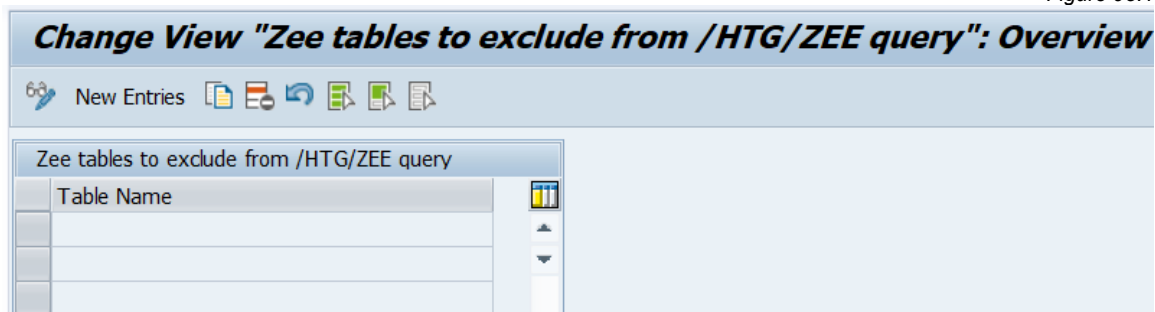 Change View "Zee tables to exclude from /HTG/ZEE query": Overview
New Entries
Zee tables to exclude from /HTG/ZEE query
Table Name